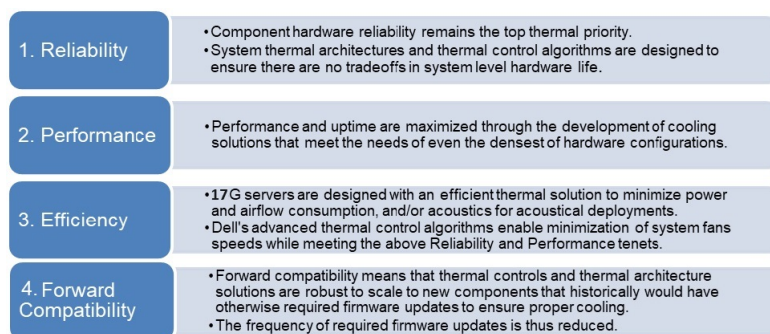 1. Reliability
•Component hardware reliability remains the top thermal priority.
•System thermal architectures and thermal control algorithms are designed to
ensure there are no tradeoffs in system level hardware life.
2. Performance
•Performance and uptime are maximized through the development of cooling
solutions that meet the needs of even the densest of hardware configurations.
3. Efficiency
•17G servers are designed with an efficient thermal solution to minimize power
and airflow consumption, and/or acoustics for acoustical deployments.
•Dell's advanced thermal control algorithms enable minimization of system fans
speeds while meeting the above Reliability and Performance tenets.
4. Forward
Compatibility
•Forward compatibility means that thermal controls and thermal architecture
solutions are robust to scale to new components that historically would have
otherwise required firmware updates to ensure proper cooling.
•The frequency of required firmware updates is thus reduced.